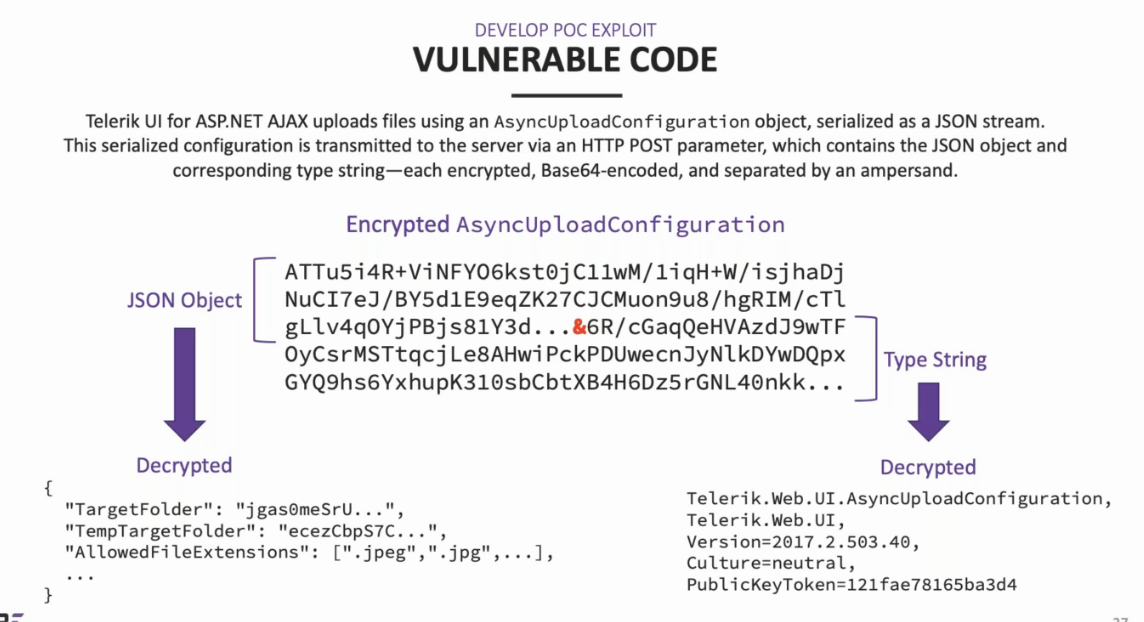 DEVELOP POC EXPLOIT
VULNERABLE CODE
Telerik UI for ASP.NET AJAX uploads files using an AsyncUploadConfiguration object, serialized as a JSON stream.
This serialized configuration is transmitted to the server via an HTTP POST parameter, which contains the JSON object and
corresponding type string—each encrypted, Base64-encoded, and separated by an ampersand.
Encrypted AsyncUploadConfiguration
ATTu5i4R+ViNFYO6kst0jC11wM/1iqH+W/isjhaDj
NuCI7eJ/BY5d1E9eqZK27CJCMuon9u8/hgRIM/cTl
gLlv4qOYjPBjs81Y3d...&6R/cGaqQeHVAzdJ9wTF
OyCsrMSTtqcjLe8AHwiPckPDUwecnJyNlkDYwDQpx
GYQ9hs6YxhupK310sbCbtXB4H6Dz5rGNL40nkk...
JSON Object
Type String
Decrypted
{
"TargetFolder": "jgas0meSrU...",
"TempTargetFolder": "ecezCbpS7C...",
"AllowedFileExtensions": [".jpeg",".jpg",...],
...
}
Decrypted
Telerik.Web.UI.AsyncUploadConfiguration,
Telerik.Web.UI,
Version=2017.2.503.40,
Culture=neutral,
PublicKeyToken=121fae78165ba3d4